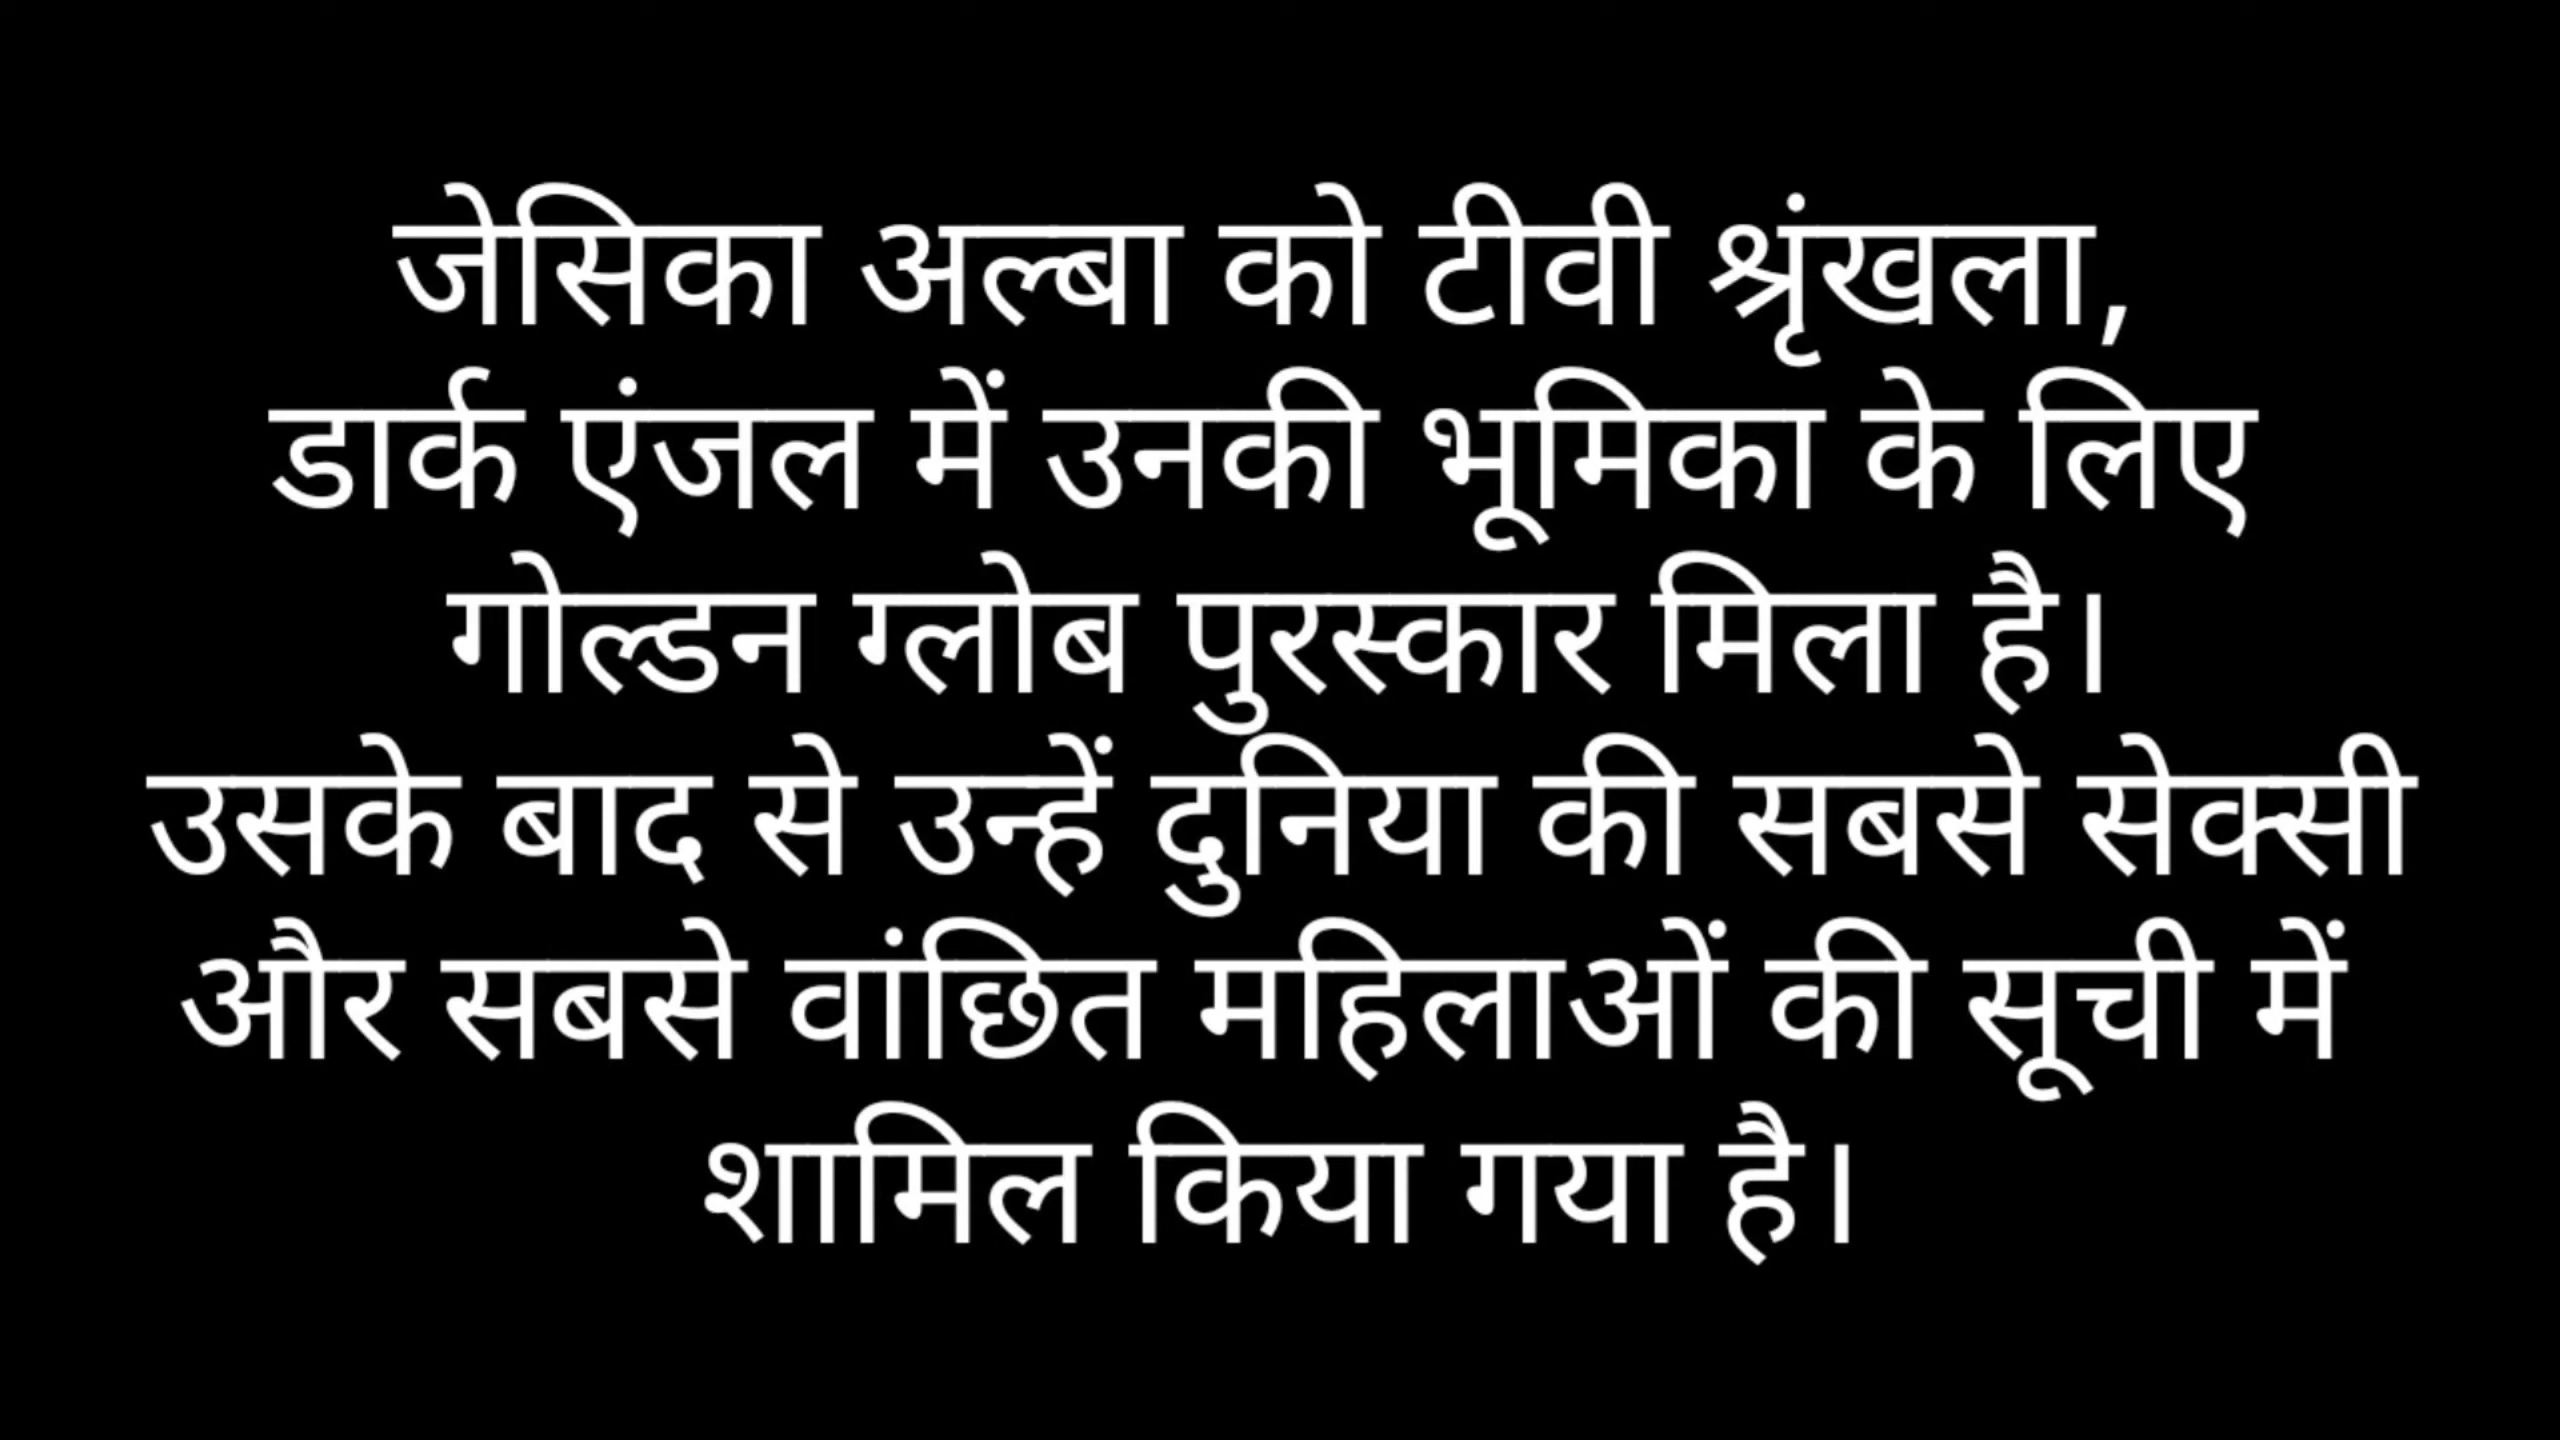 जेसिका अल्बा को टीवी श्रृंखला,
डार्क एंजल में उनकी भूमिका के लिए
गोल्डन ग्लोब पुरस्कार मिला है।
उसके बाद से उन्हें दुनिया की सबसे सेक्सी
और सबसे वांछित महिलाओं की सूची में
शामिल किया गया है।